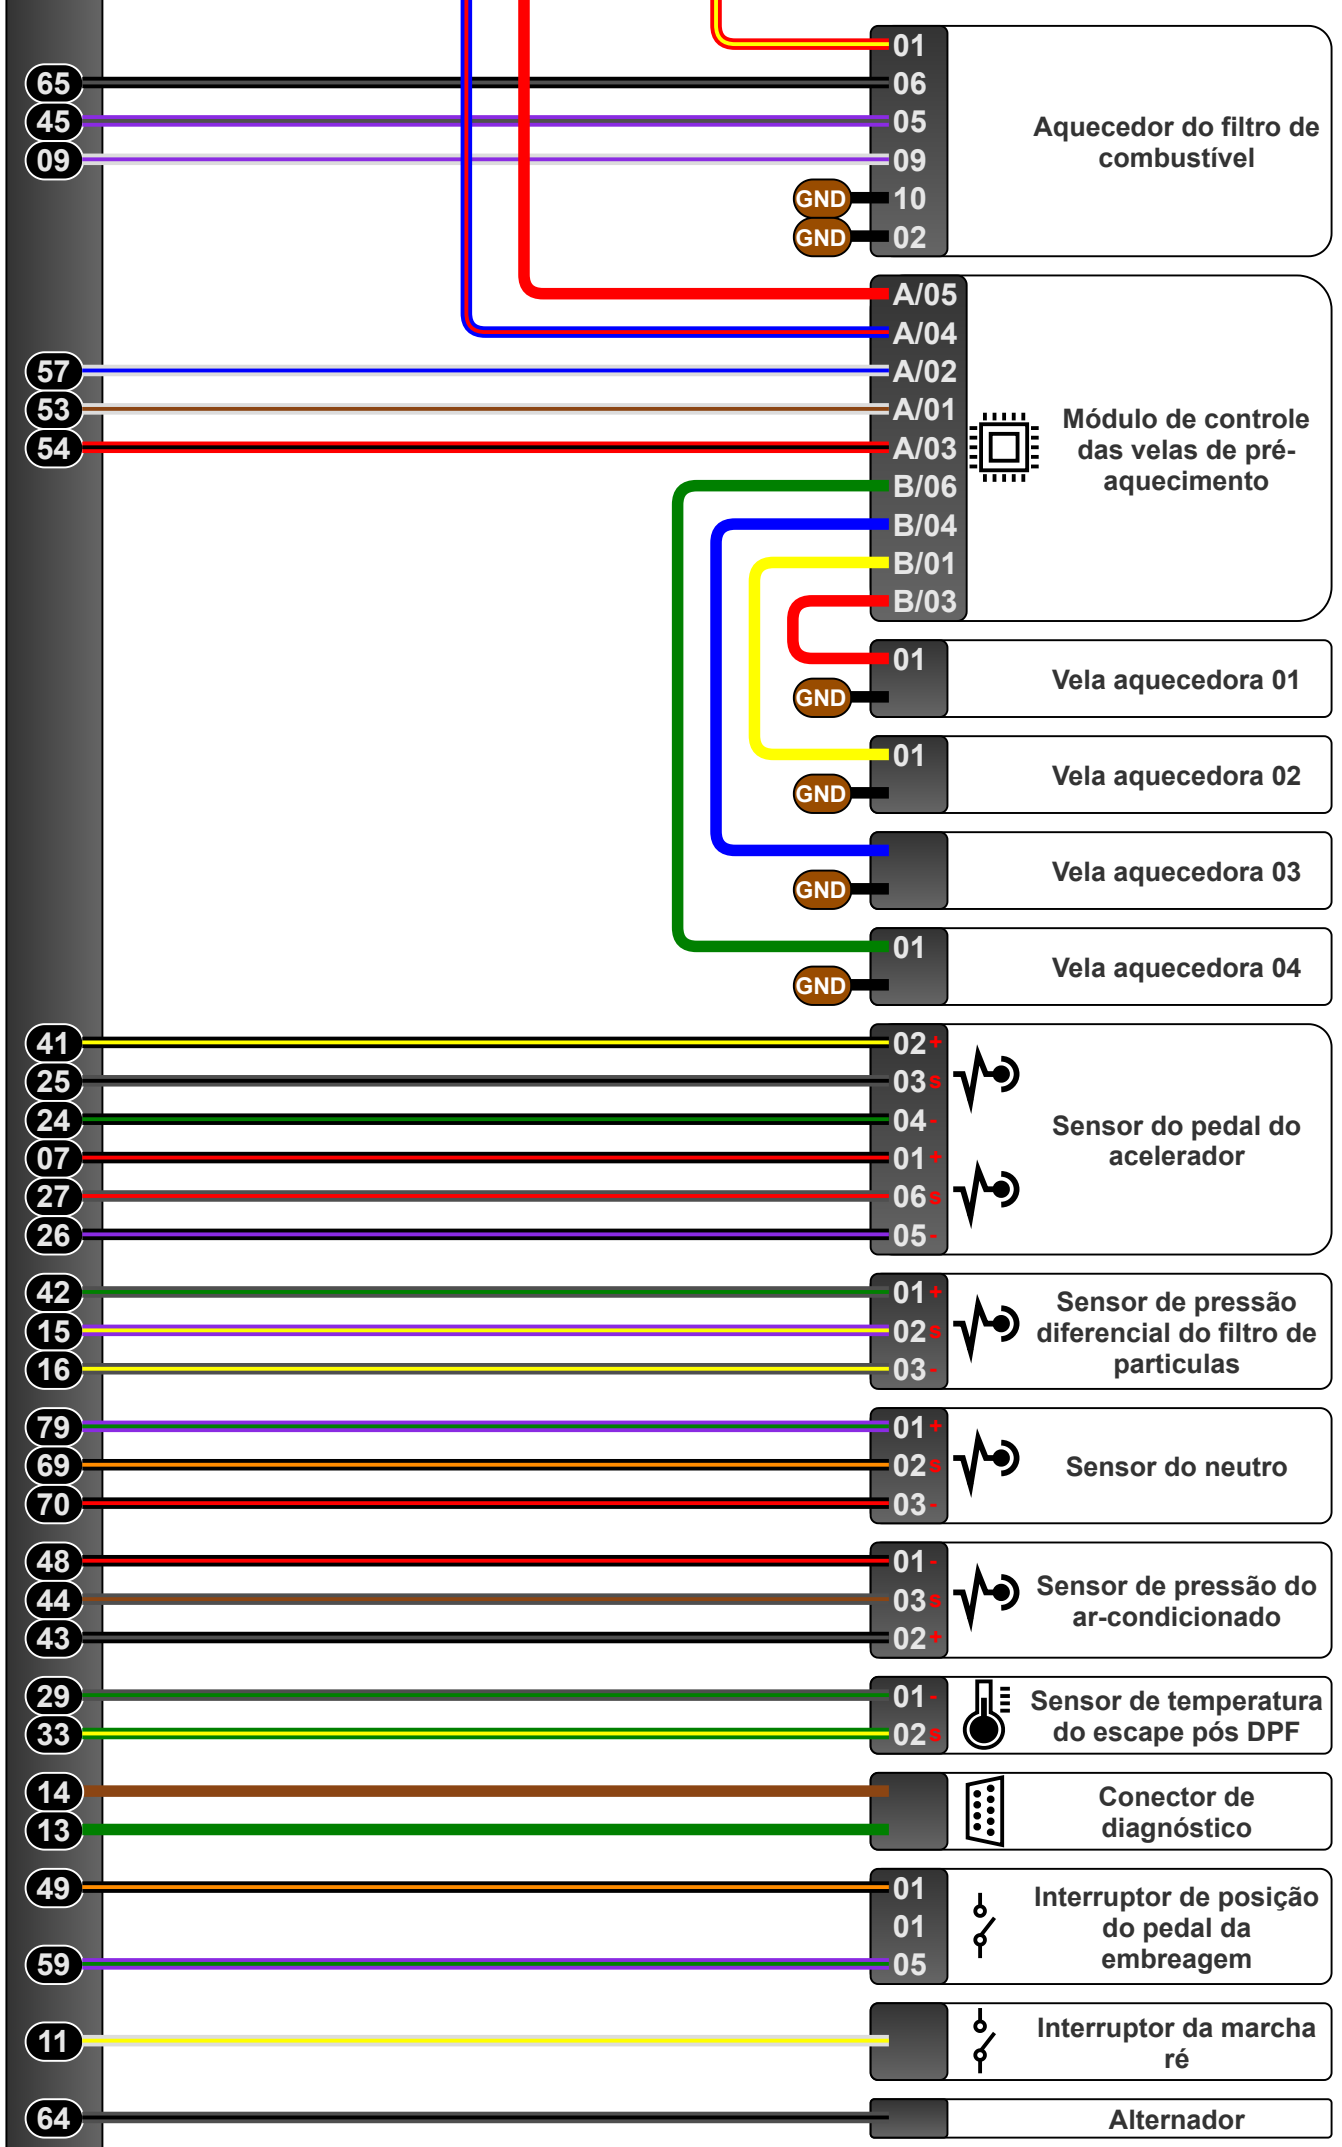 01
65 06
45 05
09 09
GND 10
GND 02
Aquecedor do filtro de
combustível
A/05
A/04
57 A/02
53 A/01
54 A/03
B/06
B/04
B/01
B/03
Módulo de controle
das velas de pré-
aquecimento
01
GND
Vela aquecedora 01
01
GND
Vela aquecedora 02
GND
Vela aquecedora 03
01
GND
Vela aquecedora 04
41 02 +
25 03 s
24 04 -
07 01 +
27 06 s
26 05 -
Sensor do pedal do
acelerador
42 01 +
15 02 s
16 03 -
Sensor de pressão
diferencial do filtro de
particulas
79 01 +
69 02 s
70 03 -
Sensor do neutro
48 01 -
44 03 s
43 02 +
Sensor de pressão do
ar-condicionado
29 01 -
33 02 s
Sensor de temperatura
do escape pós DPF
14
13
Conector de
diagnóstico
49 01
01
59 05
Interruptor de posição
do pedal da
embreagem
11
Interruptor da marcha
ré
64
Alternador